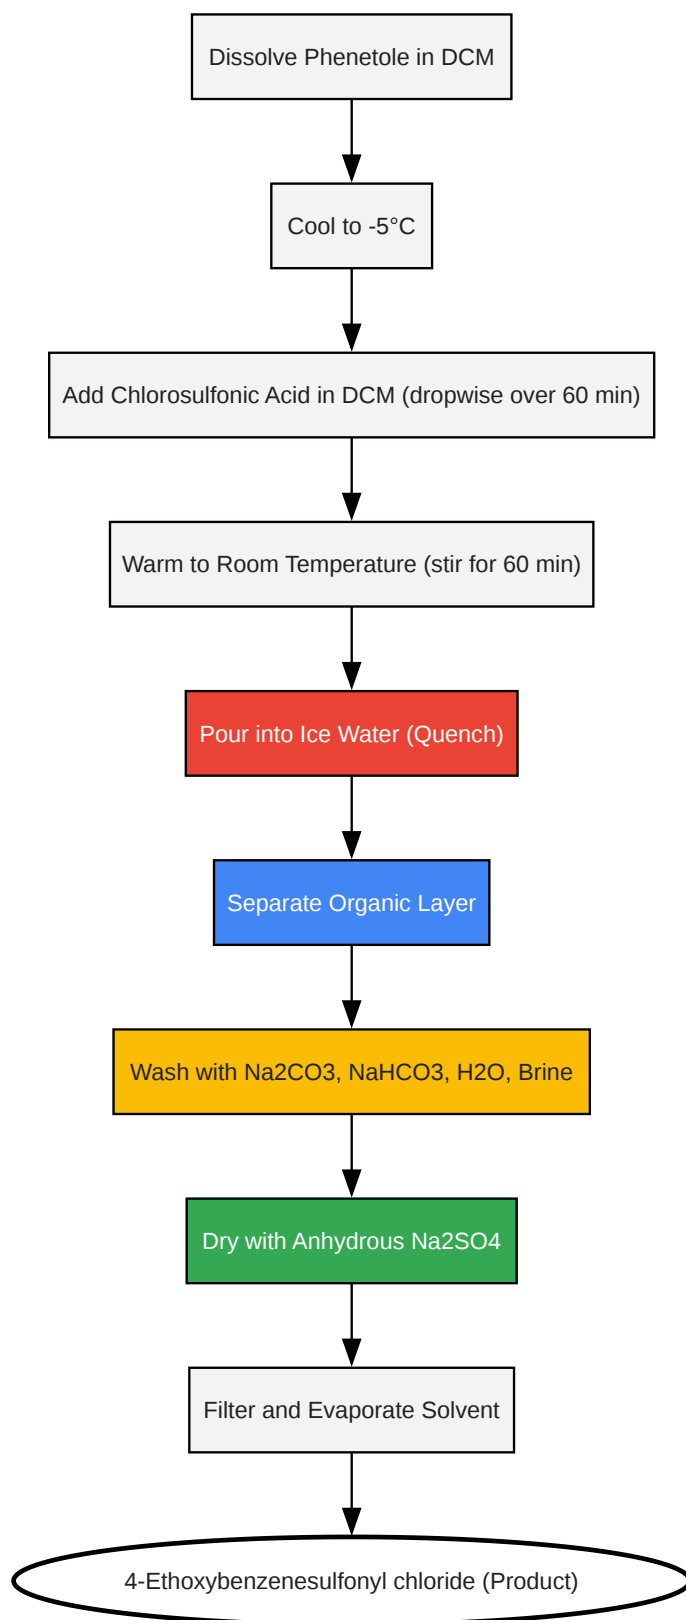 Dissolve Phenetole in DCM
Cool to -5°C
Add Chlorosulfonic Acid in DCM (dropwise over 60 min)
Warm to Room Temperature (stir for 60 min)
Pour into Ice Water (Quench)
Separate Organic Layer
Wash with Na2CO3, NaHCO3, H2O, Brine
Dry with Anhydrous Na2SO4
Filter and Evaporate Solvent
4-Ethoxybenzenesulfonyl chloride (Product)